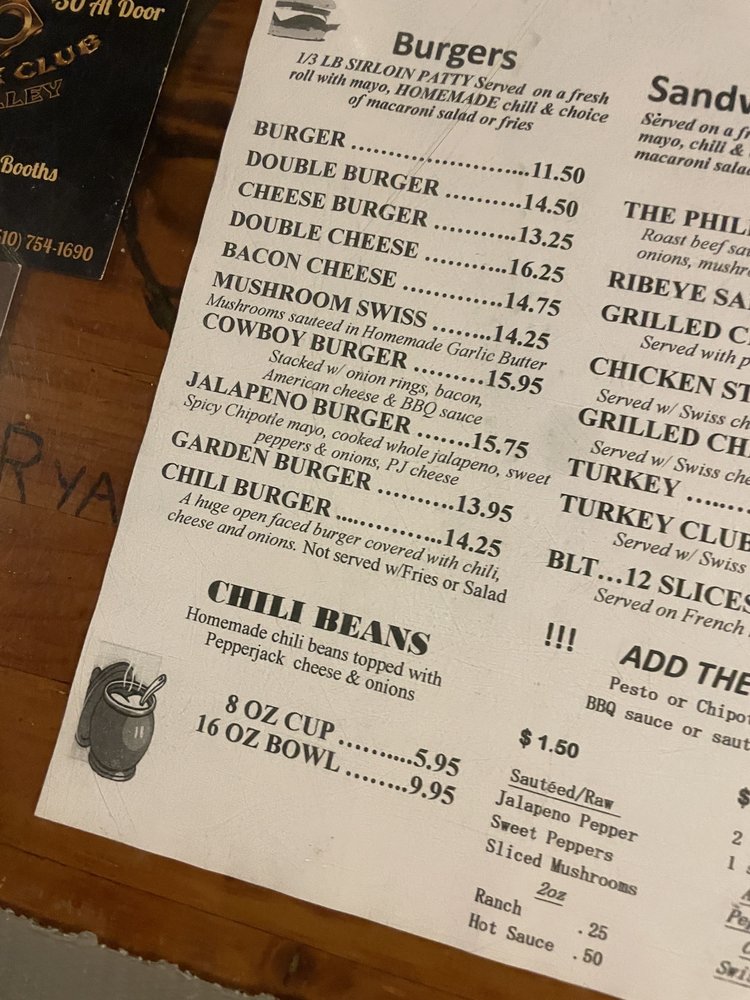 $30 At Door
CLUB
LLEY
Booths
10) 754-1690
RYA
Burgers
1/3 LB SIRLOIN PATTY Served on a fresh
roll with mayo, HOMEMADE chili & choice
of macaroni salad or fries
BURGER ......................11.50
DOUBLE BURGER ..........14.50
CHEESE BURGER ...........13.25
DOUBLE CHEESE ...........16.25
BACON CHEESE .............14.75
MUSHROOM SWISS ........14.25
Mushrooms sauteed in Homemade Garlic Butter
COWBOY BURGER .........15.95
Stacked w/ onion rings, bacon,
American cheese & BBQ sauce
JALAPENO BURGER .......15.75
Spicy Chipotle mayo, cooked whole jalapeno, sweet
peppers & onions, PJ cheese
GARDEN BURGER ..........13.95
CHILI BURGER ...............14.25
A huge open faced burger covered with chili,
cheese and onions. Not served w/Fries or Salad
CHILI BEANS
Homemade chili beans topped with
Pepperjack cheese & onions
8 OZ CUP ..........5.95
16 OZ BOWL ........9.95
Sandw
Served on a fr
mayo, chili &
macaroni salad
THE PHIL
Roast beef sau
onions, mushr
RIBEYE SA
GRILLED C
Served with p
CHICKEN ST
Served w/ Swiss ch
GRILLED CH
Served w/ Swiss che
TURKEY .......
TURKEY CLUB
Served w/ Swiss
BLT...12 SLICES
Served on French
!!! ADD THE
Pesto or Chipot
BBQ sauce or saut
$1.50
Sautéed/Raw
Jalapeno Pepper
Sweet Peppers
Sliced Mushrooms
2oz
Ranch .25
Hot Sauce .50
$
2
1 s
Pep
Swi